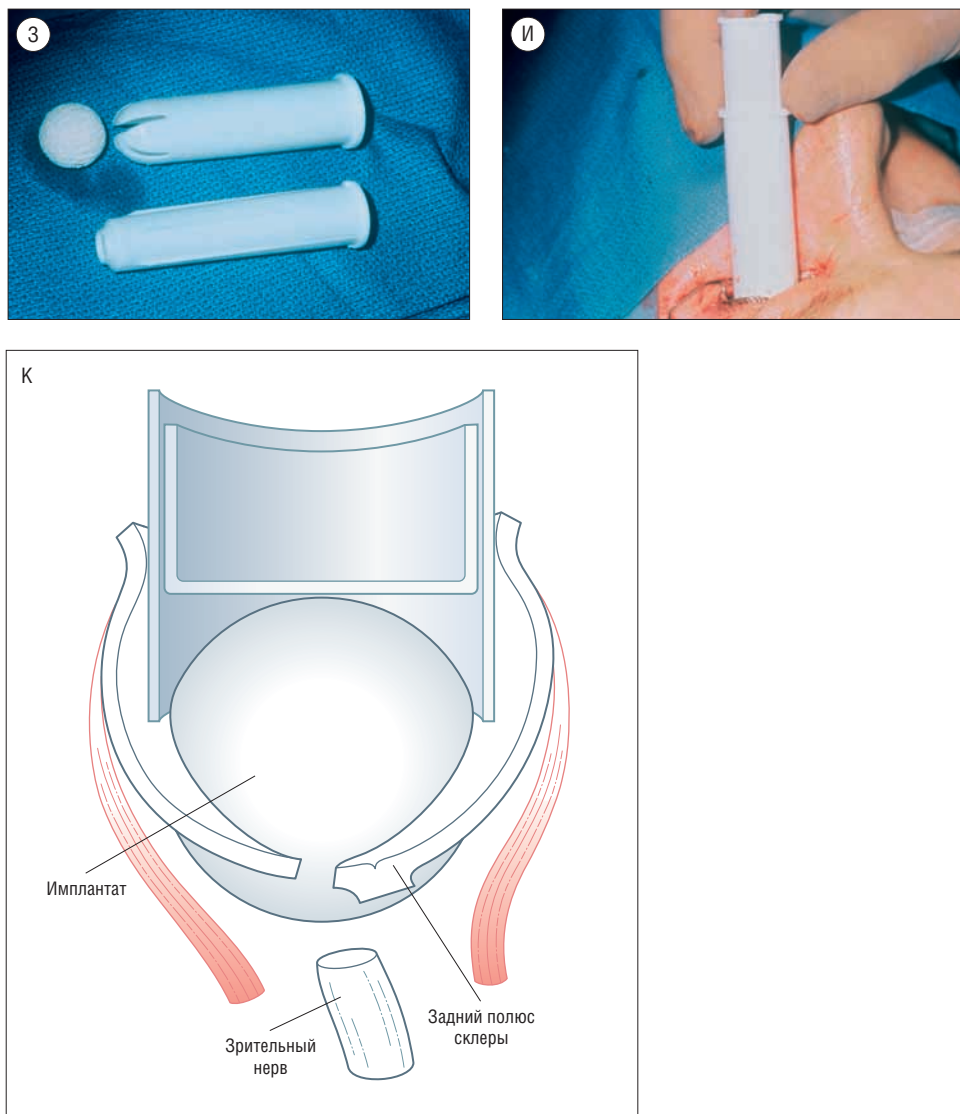 З
И
К
Имплантат
Задний полюс
склеры
Зрительный
нерв